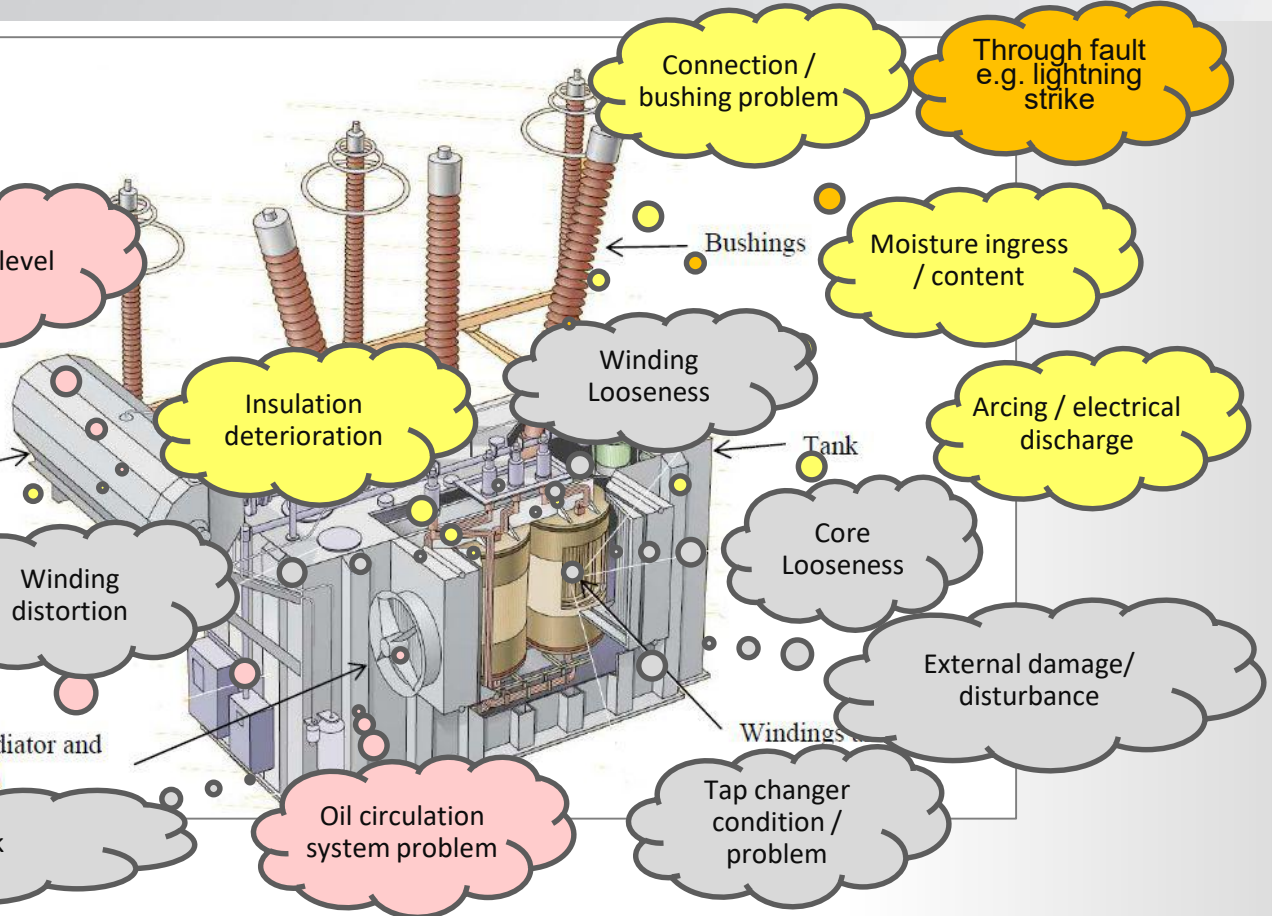 Connection /
bushing problem
Through fault
e.g. lightning
strike
level
Bushings
Moisture ingress
/ content
Winding
Looseness
Insulation
deterioration
Arcing / electrical
discharge
Tank
Core
Looseness
Winding
distortion
External damage/
disturbance
diator and
Windings
Oil circulation
system problem
Tap changer
condition /
problem
k